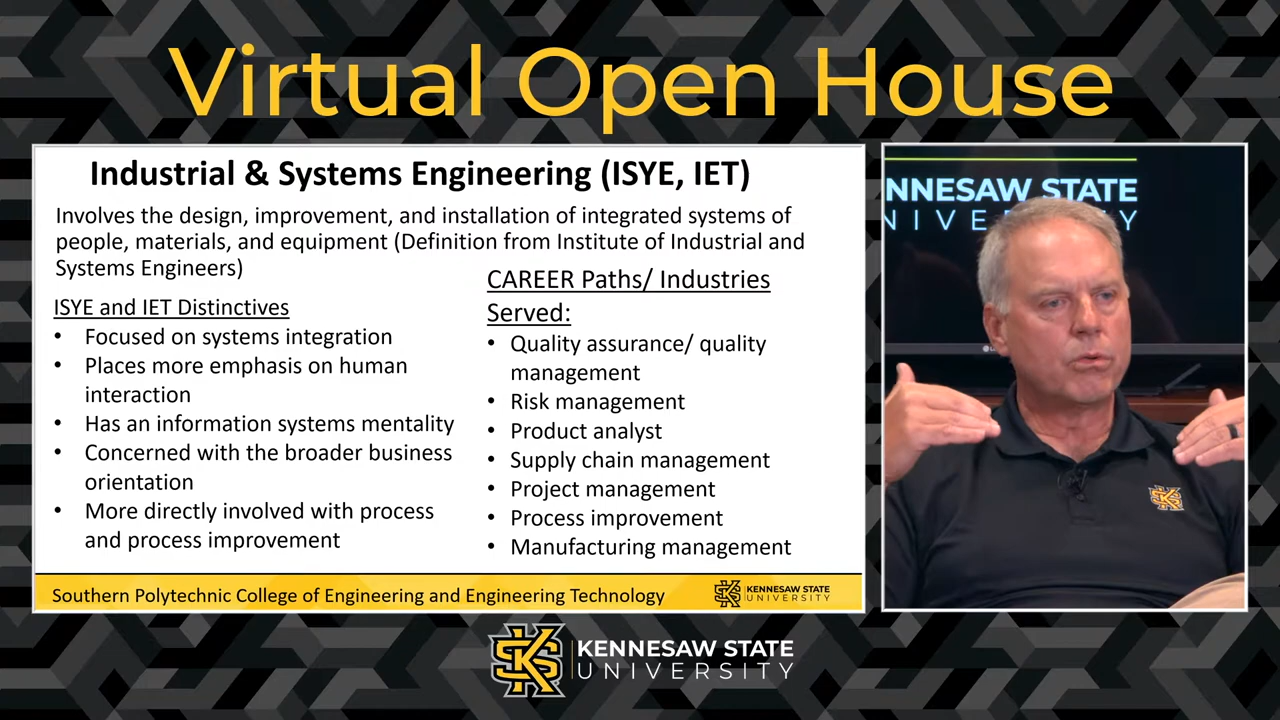 Virtual Open House
Industrial & Systems Engineering (ISYE, IET)
Involves the design, improvement, and installation of integrated systems of
people, materials, and equipment (Definition from Institute of Industrial and
Systems Engineers)
ISYE and IET Distinctives
• Focused on systems integration
• Places more emphasis on human
interaction
• Has an information systems mentality
• Concerned with the broader business
orientation
• More directly involved with process
and process improvement
CAREER Paths/ Industries
Served:
• Quality assurance/ quality
management
• Risk management
• Product analyst
• Supply chain management
• Project management
• Process improvement
• Manufacturing management
Southern Polytechnic College of Engineering and Engineering Technology
KENNESAW STATE
UNIVERSITY
NNESAW STATE
NIVE Y
KS
KENNESAW STATE
UNIVERSITY